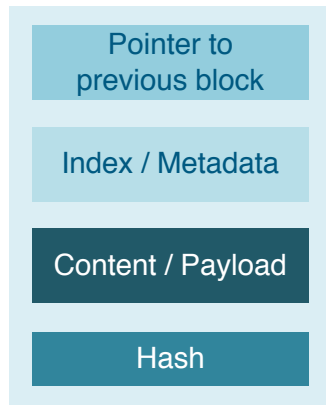 Pointer to
previous block
Index / Metadata
Content / Payload
Hash